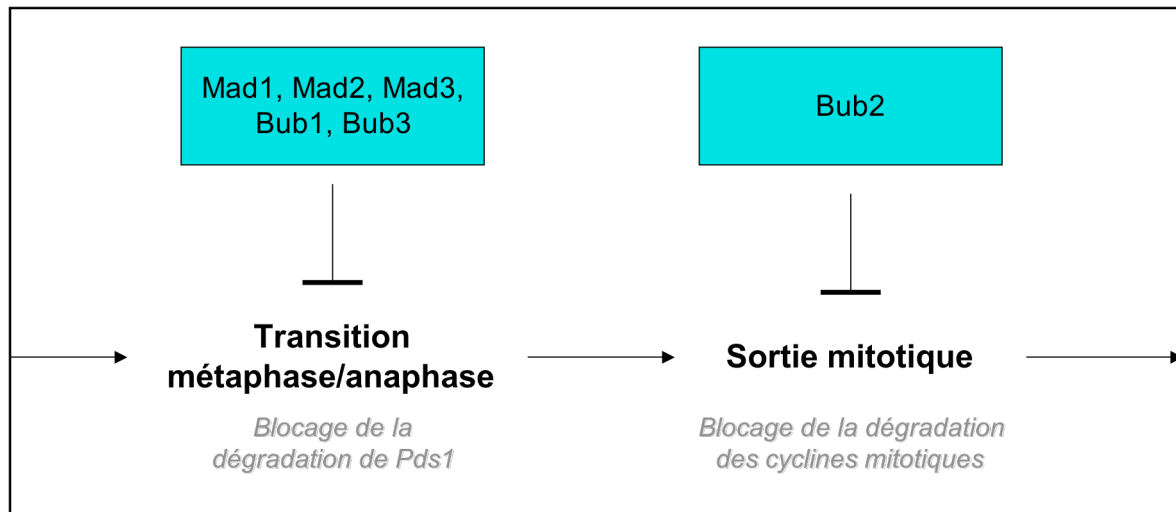 Mad1, Mad2, Mad3,
Bub1, Bub3
Bub2
Transition
métaphase/anaphase
Sortie mitotique
Blocage de la
dégradation de Pds1
Blocage de la dégradation
des cyclines mitotiques